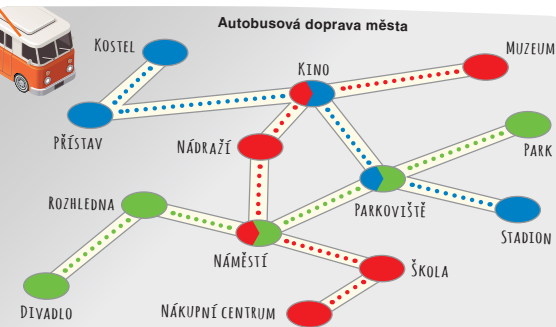 Autobusová doprava města
KOSTEL
MUZEUM
KINO
PŘÍSTAV
NÁDRAŽÍ
PARK
ROZHLEDNA
PARKOVIŠTĚ
STADION
NÁMĚSTÍ
ŠKOLA
DIVADLO
NÁKUPNÍ CENTRUM